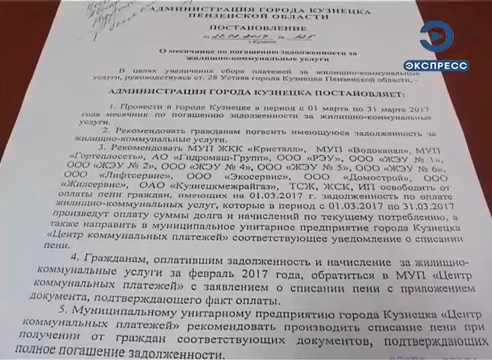 ЭКСПРЕСС
АДМИНИСТРАЦИЯ ГОРОДА КУЗНЕЦКА
ПЕНЗЕНСКОЙ ОБЛАСТИ
ПОСТАНОВЛЕНИЕ
г.Кузнецк
О месячнике по погашению задолженности за
жилищно-коммунальные услуги
В целях увеличения сбора платежей за жилищно-коммунальные
услуги, руководствуясь ст. 28 Устава города Кузнецка Пензенской области, -
АДМИНИСТРАЦИЯ ГОРОДА КУЗНЕЦКА ПОСТАНОВЛЯЕТ:
1. Провести в городе Кузнецке в период с 01 марта по 31 марта 2017
года месячник по погашению задолженности за жилищно-коммунальные
услуги.
2. Рекомендовать гражданам погасить имеющуюся задолженность за
жилищно-коммунальные услуги.
3. Рекомендовать МУП ЖКК «Кристалл», МУП «Водоканал», МУП
«Гортеплосеть», АО «Гидромаш-Групп», ООО «РЭУ», ООО «ЖЭУ № 1»,
ООО «ЖЭУ № 2», ООО «ЖЭУ № 4», ООО «ЖЭУ № 5», ООО «ЖЭУ № 6»,
ООО «Лифтсервис», ООО «Экосервис», ООО «Домострой», ООО
«Жилсервис», ОАО «Кузнецкмежрайгаз», ТСЖ, ЖСК, ИП освободить от
оплаты пени граждан, имеющих на 01.03.2017 г. задолженность по оплате
жилищно-коммунальных услуг, которые в период с 01.03.2017 по 31.03.2017
произведут оплату суммы долга и начислений по текущему потреблению, а
также направить в муниципальное унитарное предприятие города Кузнецка
«Центр коммунальных платежей» соответствующее уведомление о списании
пени.
4. Гражданам, оплатившим задолженность и начисление за жилищно-
коммунальные услуги за февраль 2017 года, обратиться в МУП «Центр
коммунальных платежей» с заявлением о списании пени с приложением
документа, подтверждающего факт оплаты.
5. Муниципальному унитарному предприятию города Кузнецка «Центр
коммунальных платежей» рекомендовать производить списание пени при
получении от граждан соответствующих документов, подтверждающих
полное погашение задолженности.